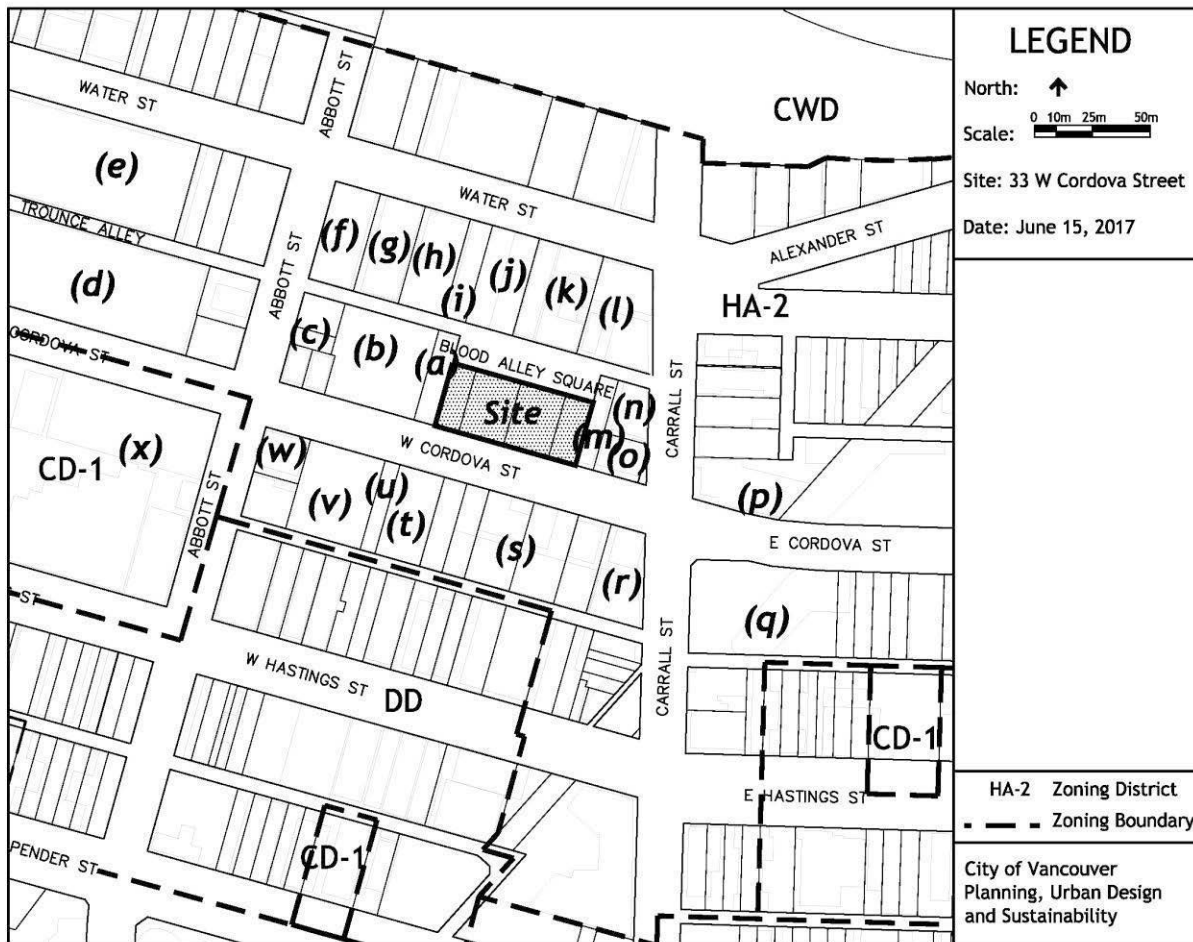 WATER ST
ABBOTT ST
CWD
(e)
WATER ST
TROUNCE ALLEY
ABBOTT ST
ALEXANDER ST
(f)
(g)
(h)
(i)
(j)
(k)
(l)
HA-2
(d)
CORDOVA ST
(c)
(b)
(a)
BLOOD ALLEY SQUARE
Site
(m)
(n)
(o)
CARRALL ST
W CORDOVA ST
(x)
CD-1
ABBOTT ST
(w)
(v)
(u)
(t)
(s)
(r)
(p)
E CORDOVA ST
(q)
ST
W HASTINGS ST
DD
CARRALL ST
CD-1
E HASTINGS ST
CD-1
PENDER ST
LEGEND
North:
Scale: 0 10m 25m 50m
Site: 33 W Cordova Street
Date: June 15, 2017
HA-2 Zoning District
Zoning Boundary
City of Vancouver
Planning, Urban Design
and Sustainability